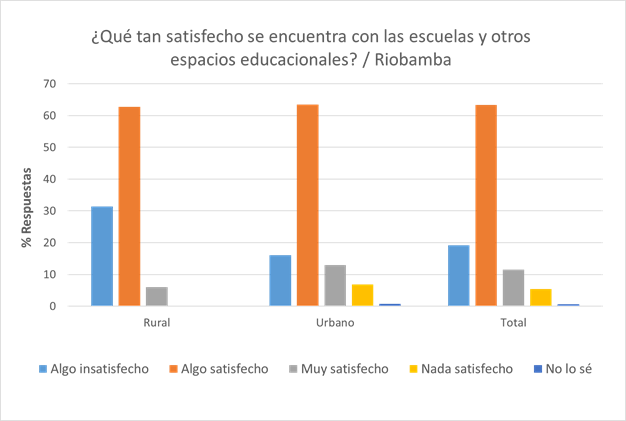 ¿Qué tan satisfecho se encuentra con las escuelas y otros
espacios educacionales? / Riobamba
% Respuestas
70
60
50
40
30
20
10
0
Rural Urbano Total
Algo insatisfecho Algo satisfecho Muy satisfecho Nada satisfecho No lo sé